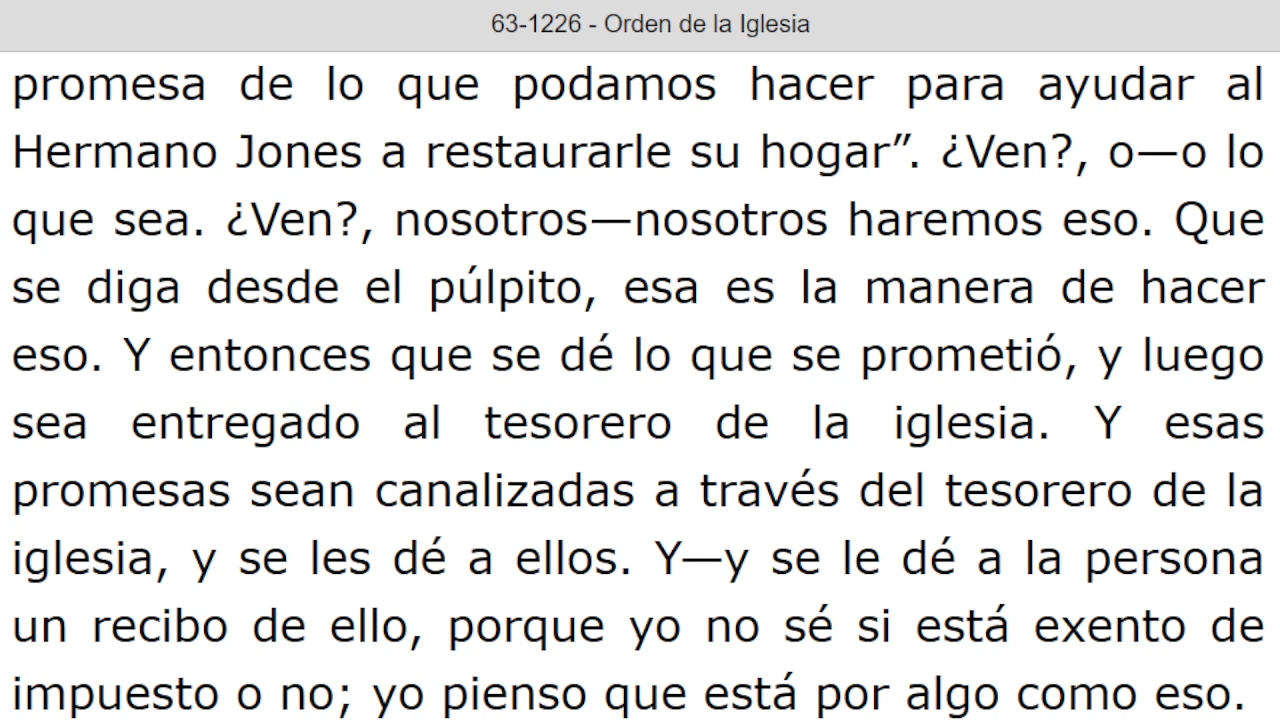 63-1226 - Orden de la Iglesia
promesa de lo que podamos hacer para ayudar al
Hermano Jones a restaurarle su hogar”. ¿Ven?, o—o lo
que sea. ¿Ven?, nosotros—nosotros haremos eso. Que
se diga desde el púlpito, esa es la manera de hacer
eso. Y entonces que se dé lo que se prometió, y luego
sea entregado al tesorero de la iglesia. Y esas
promesas sean canalizadas a través del tesorero de la
iglesia, y se les dé a ellos. Y—y se le dé a la persona
un recibo de ello, porque yo no sé si está exento de
impuesto o no; yo pienso que está por algo como eso.